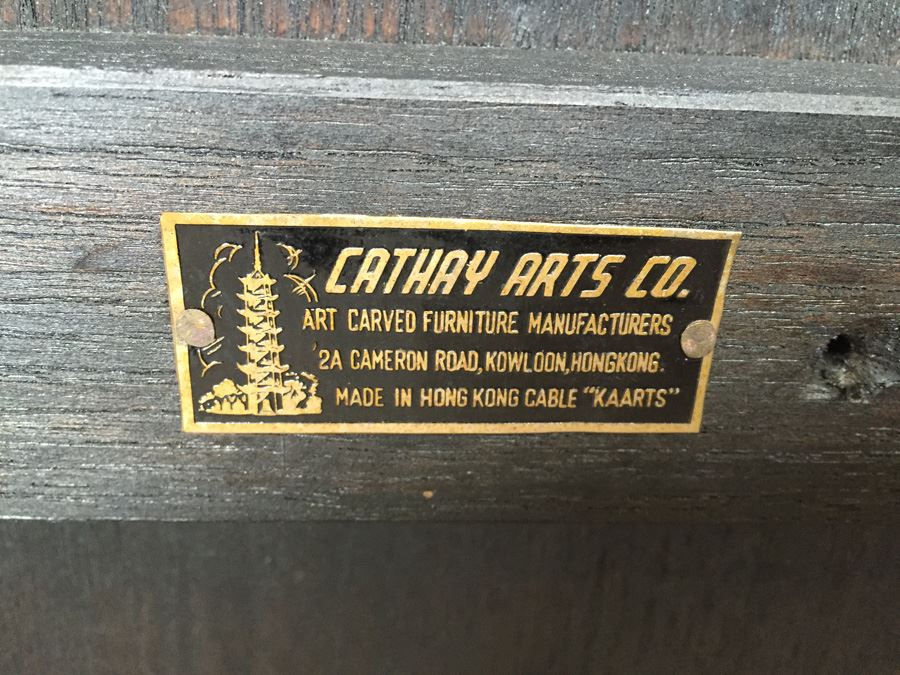 CATHAY ARTS CO.
ART CARVED FURNITURE MANUFACTURERS
2A CAMERON ROAD, KOWLOON, HONGKONG.
MADE IN HONG KONG CABLE "KAARTS"